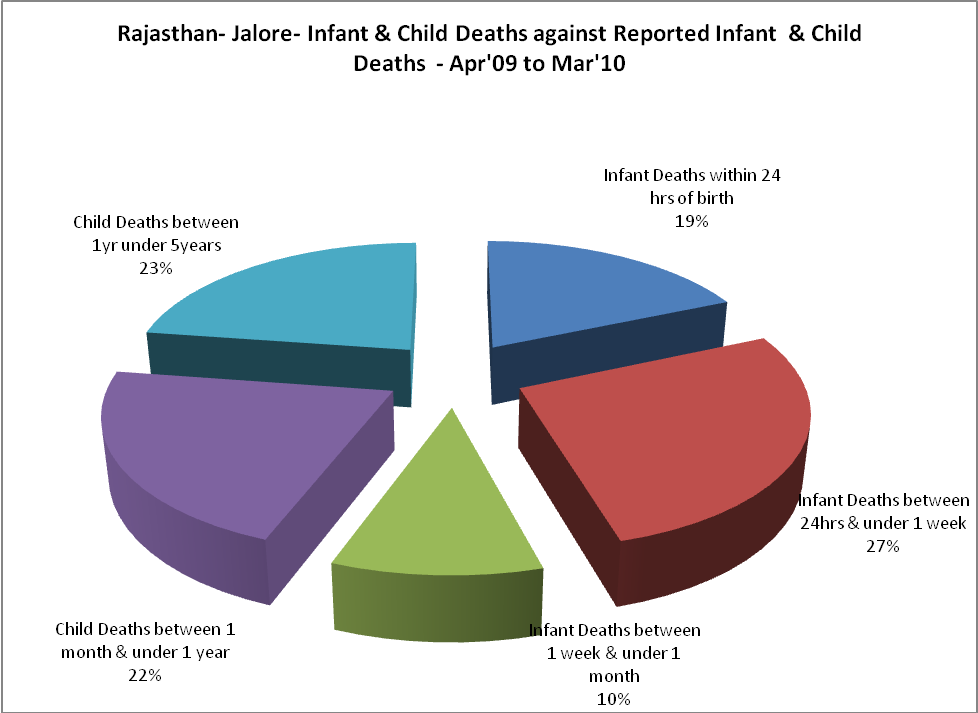 Rajasthan- Jalore- Infant & Child Deaths against Reported Infant & Child
Deaths - Apr'09 to Mar'10
Infant Deaths within 24
hrs of birth
19%
Child Deaths between
1yr under 5years
23%
Infant Deaths between
24hrs & under 1 week
27%
Child Deaths between 1
month & under 1 year
22%
Infant Deaths between
1 week & under 1
month
10%